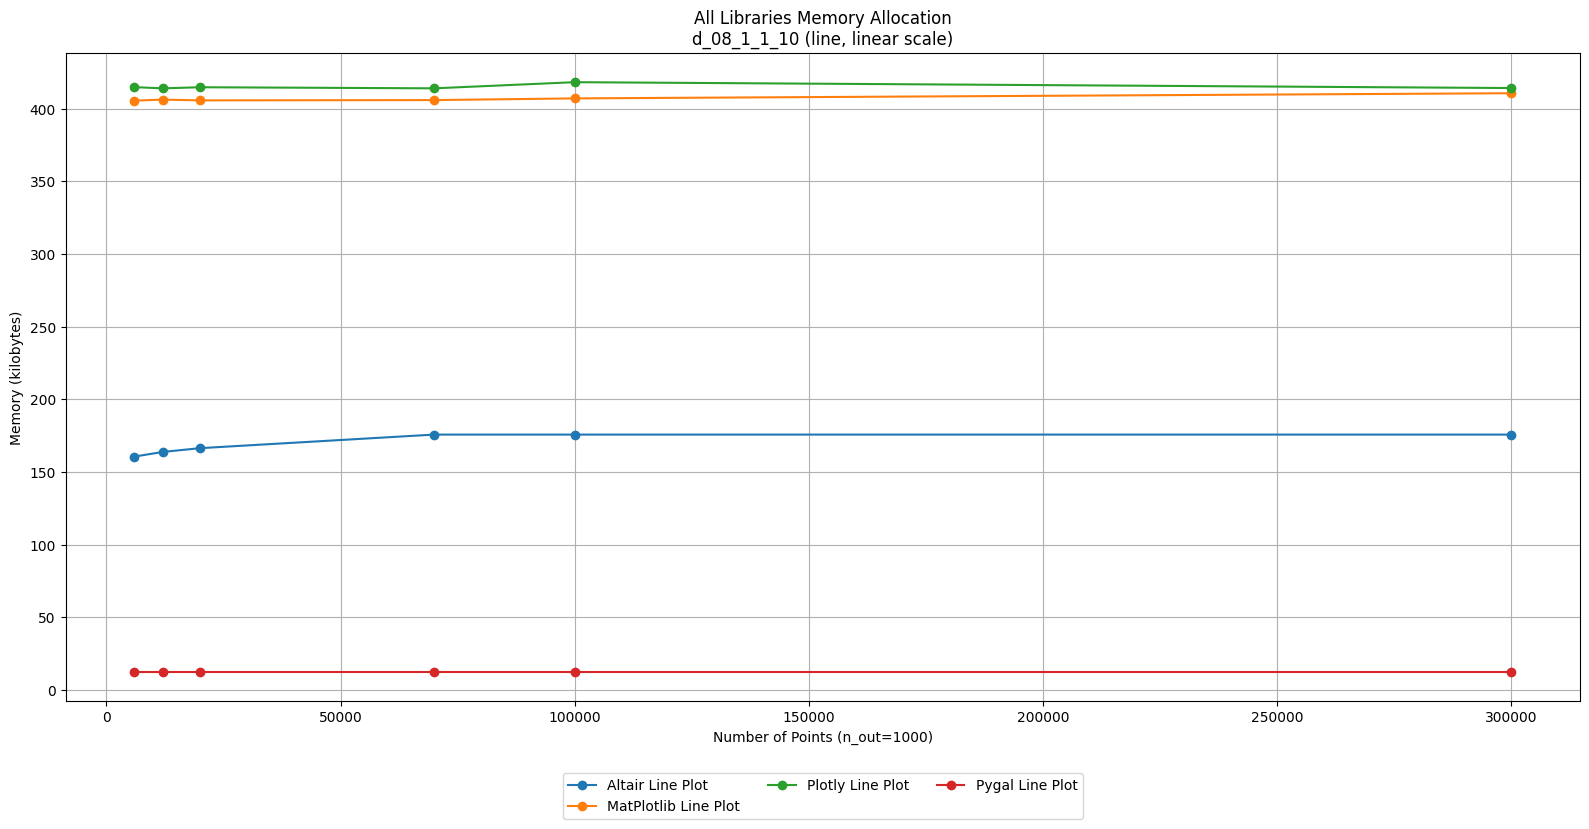 All Libraries Memory Allocation
d_08_1_1_10 (line, linear scale)
Memory (kilobytes)
400
350
300
250
200
150
100
50
0
0 50000 100000 150000 200000 250000 300000
Number of Points (n_out=1000)
Altair Line Plot Plotly Line Plot Pygal Line Plot
MatPlotlib Line Plot